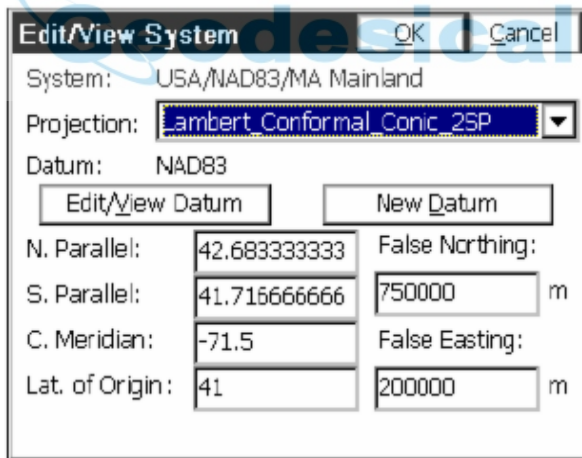 Geodesical
Edit/View System OK Cancel
System: USA/NAD83/MA Mainland
Projection: Lambert_Conformal_Conic_2SP
Datum: NAD83
Edit/View Datum New Datum
N. Parallel: 42.683333333 False Northing:
S. Parallel: 41.716666666 750000 m
C. Meridian: -71.5 False Easting:
Lat. of Origin: 41 200000 m